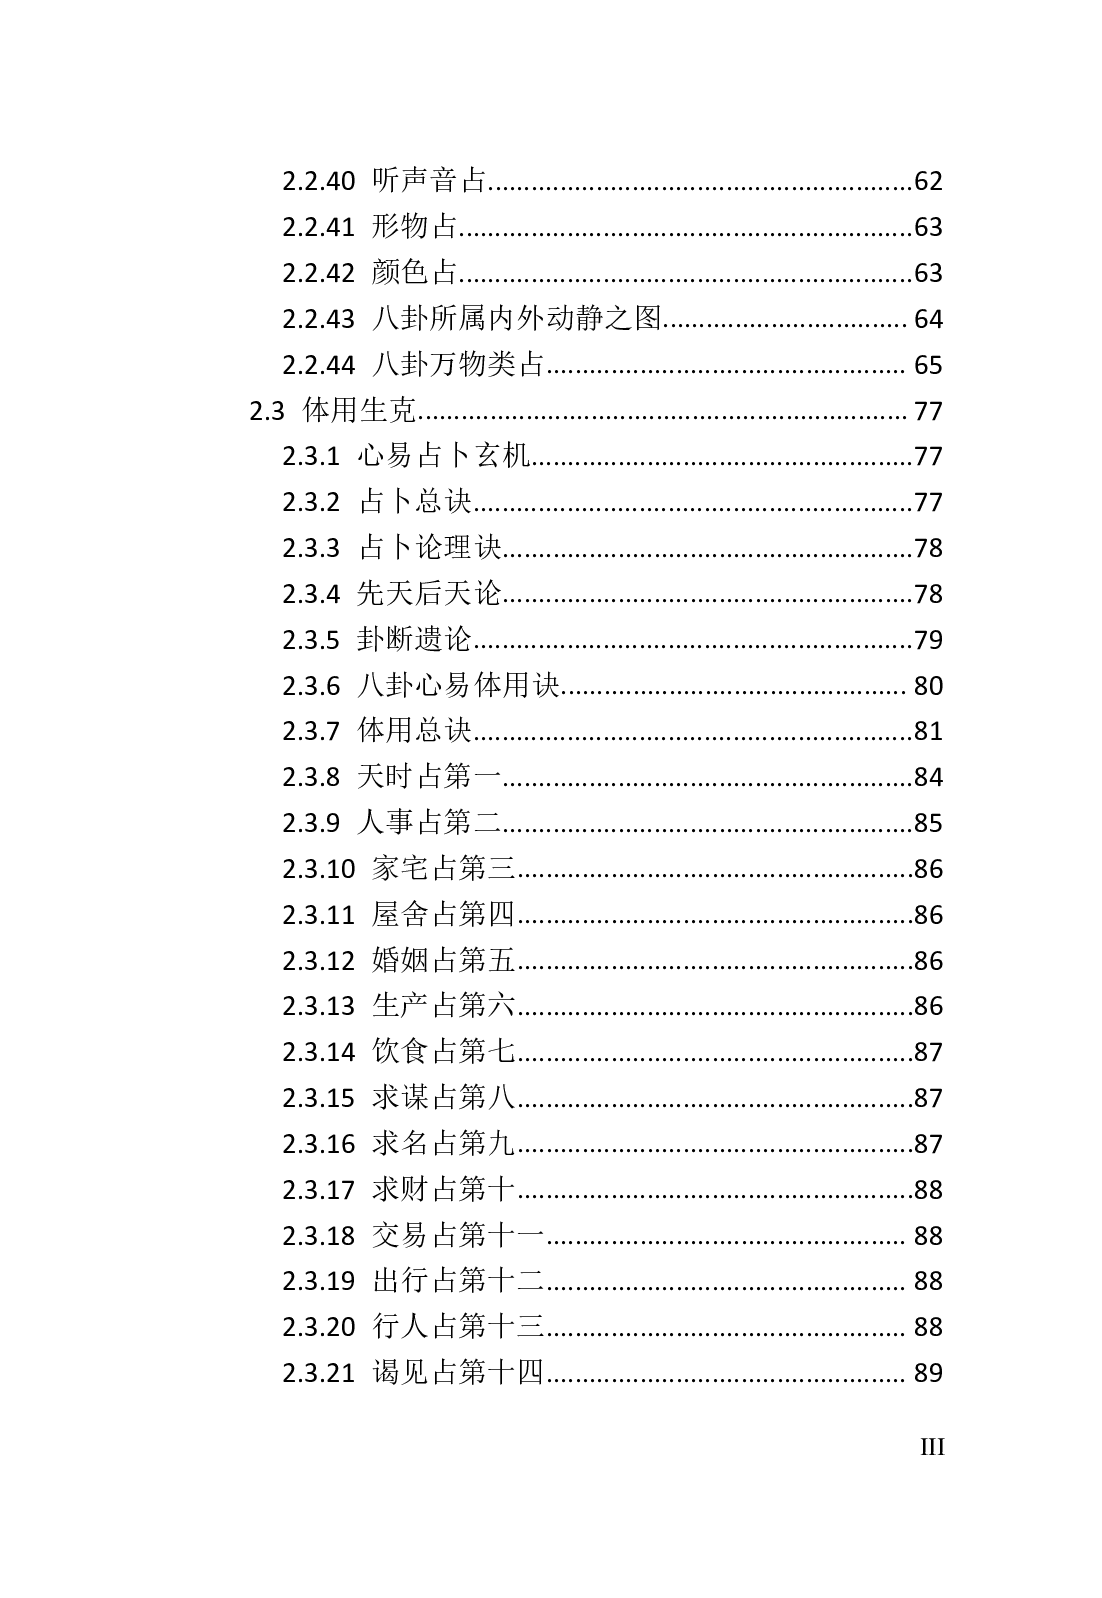 2.2.40 听声音占..........................................................62
2.2.41 形物占..............................................................63
2.2.42 颜色占..............................................................63
2.2.43 八卦所属内外动静之图.................................. 64
2.2.44 八卦万物类占.................................................. 65
2.3 体用生克.................................................................... 77
2.3.1 心易占卜玄机.....................................................77
2.3.2 占卜总诀.............................................................77
2.3.3 占卜论理诀.........................................................78
2.3.4 先天后天论.........................................................78
2.3.5 卦断遗论.............................................................79
2.3.6 八卦心易体用诀................................................ 80
2.3.7 体用总诀.............................................................81
2.3.8 天时占第一.........................................................84
2.3.9 人事占第二.........................................................85
2.3.10 家宅占第三.......................................................86
2.3.11 屋舍占第四.......................................................86
2.3.12 婚姻占第五.......................................................86
2.3.13 生产占第六.......................................................86
2.3.14 饮食占第七.......................................................87
2.3.15 求谋占第八.......................................................87
2.3.16 求名占第九.......................................................87
2.3.17 求财占第十.......................................................88
2.3.18 交易占第十一.................................................. 88
2.3.19 出行占第十二.................................................. 88
2.3.20 行人占第十三.................................................. 88
2.3.21 谒见占第十四.................................................. 89
III